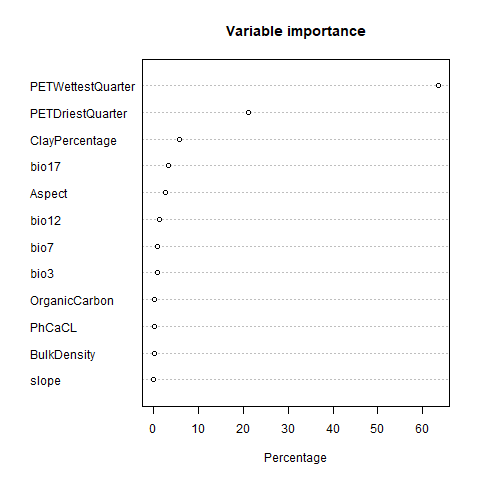 Variable importance
PETWettestQuarter
PETDriestQuarter
ClayPercentage
bio17
Aspect
bio12
bio7
bio3
OrganicCarbon
PhCaCL
BulkDensity
slope
0 10 20 30 40 50 60
Percentage